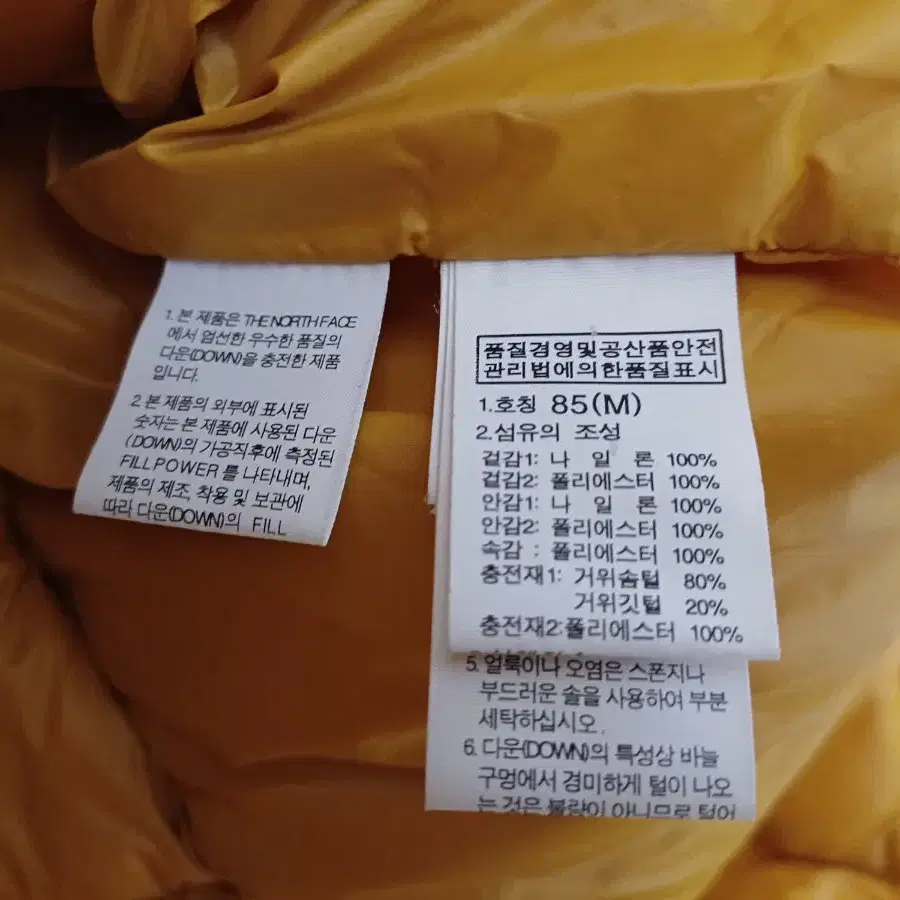 1. 본 제품은 THE NORTH FACE
에서 엄선한 우수한 품질의
다운(DOWN)을 충전한 제품
입니다.
2. 본 제품의 외부에 표시된
숫자는 본 제품에 사용된 다운
(DOWN)의 가공직후에 측정된
FILL POWER 를 나타내며,
제품의 제조, 착용 및 보관에
따라 다운(DOWN)의 FILL
품질경영및공산품안전
관리법에의한품질표시
1.호칭 85(M)
2.섬유의 조성
겉감1: 나 일 론 100%
겉감2: 폴리에스터 100%
안감1: 나 일 론 100%
안감2: 폴리에스터 100%
속감 : 폴리에스터 100%
충전재1: 거위솜털 80%
거위깃털 20%
충전재2:폴리에스터 100%
5. 얼룩이나 오염은 스폰지나
부드러운 솔을 사용하여 부분
세탁하십시오.
6. 다운(DOWN)의 특성상 바늘
구멍에서 경미하게 털이 나오
는 것은 불량이 아니므로 털어